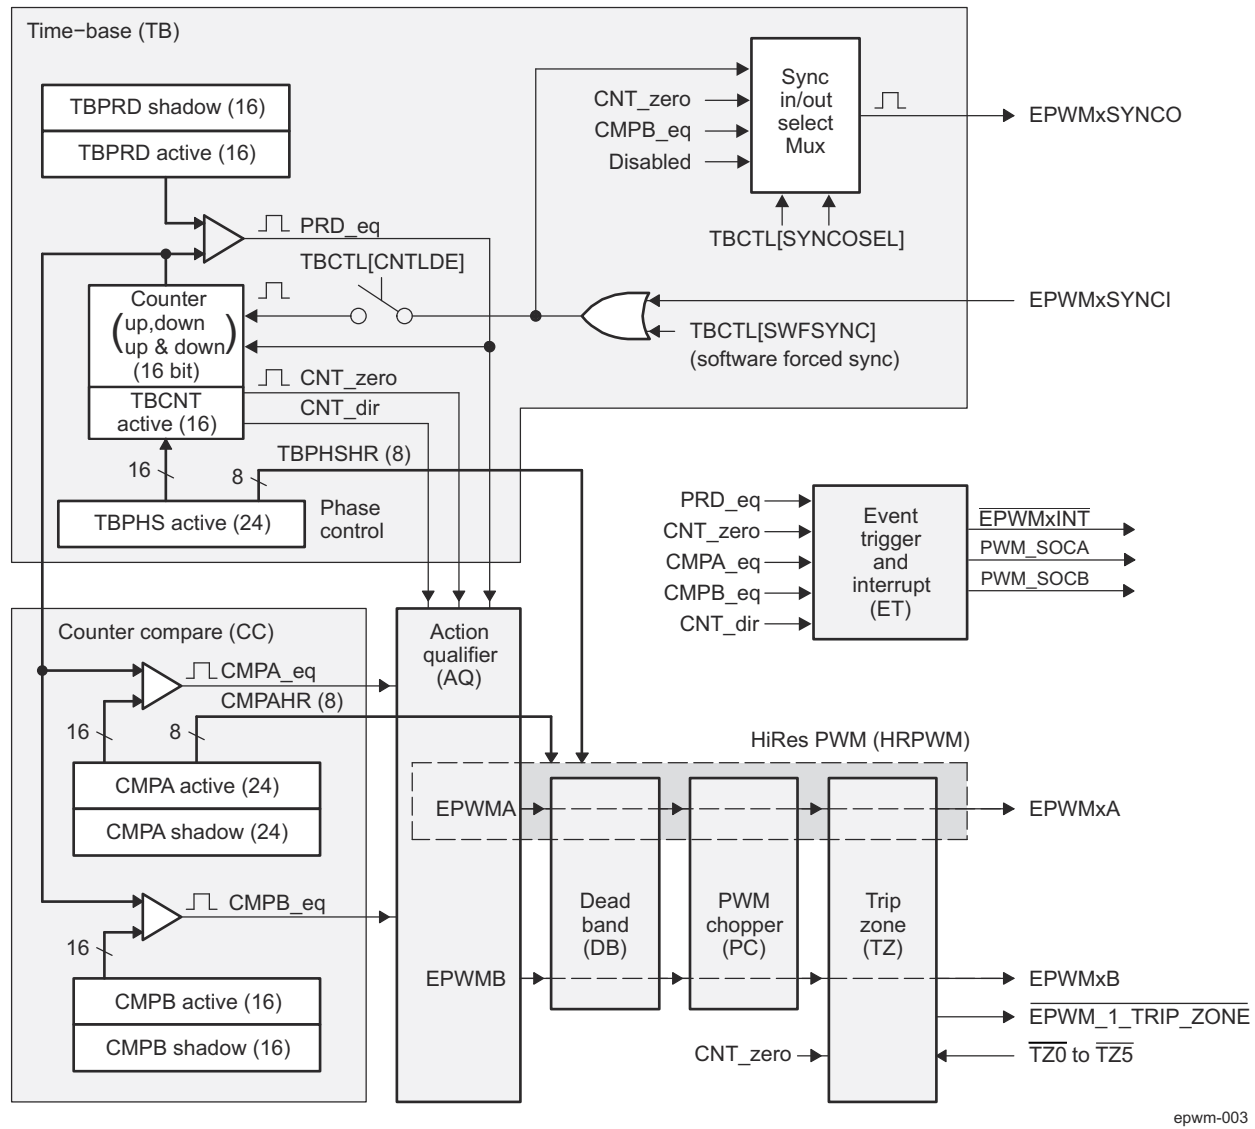 Time−base (TB)
TBPRD shadow (16)
TBPRD active (16)
PRD_eq
TBCTL[CNTLDE]
Counter
up,down
up & down
(16 bit)
TBCNT
active (16)
CNT_zero
CNT_dir
16
8
TBPHSHR (8)
TBPHS active (24)
Phase
control
CNT_zero
CMPB_eq
Disabled
Sync
in/out
select
Mux
TBCTL[SYNCOSEL]
EPWMxSYNCO
EPWMxSYNCI
TBCTL[SWFSYNC]
(software forced sync)
PRD_eq
CNT_zero
CMPA_eq
CMPB_eq
CNT_dir
Event
trigger
and
interrupt
(ET)
EPWMxINT
PWM_SOCA
PWM_SOCB
Counter compare (CC)
CMPA_eq
CMPAHR (8)
16
8
CMPA active (24)
CMPA shadow (24)
CMPB_eq
16
CMPB active (16)
CMPB shadow (16)
Action
qualifier
(AQ)
EPWMA
EPWMB
HiRes PWM (HRPWM)
Dead
band
(DB)
PWM
chopper
(PC)
Trip
zone
(TZ)
CNT_zero
EPWMxA
EPWMxB
EPWM_1_TRIP_ZONE
TZ0 to TZ5
epwm-003